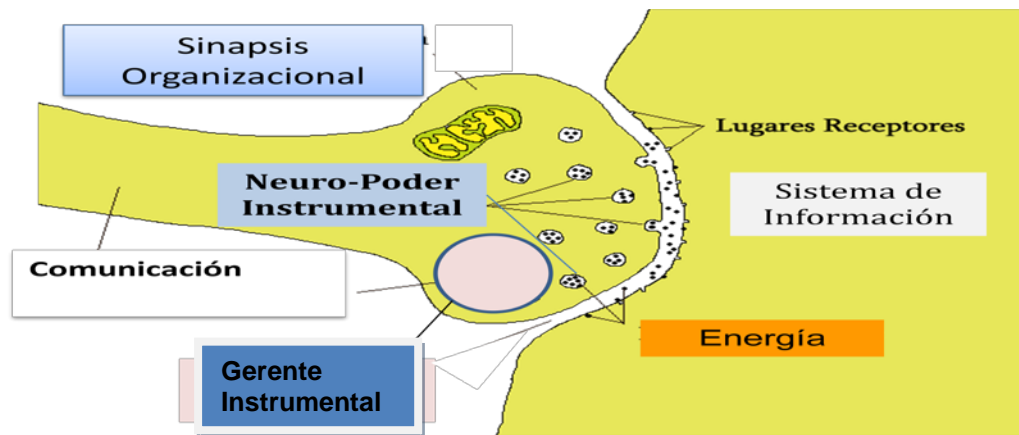 Sinapsis
Organizacional
Lugares Receptores
Neuro-Poder
Instrumental
Sistema de
Información
Comunicación
Energía
Gerente
Instrumental